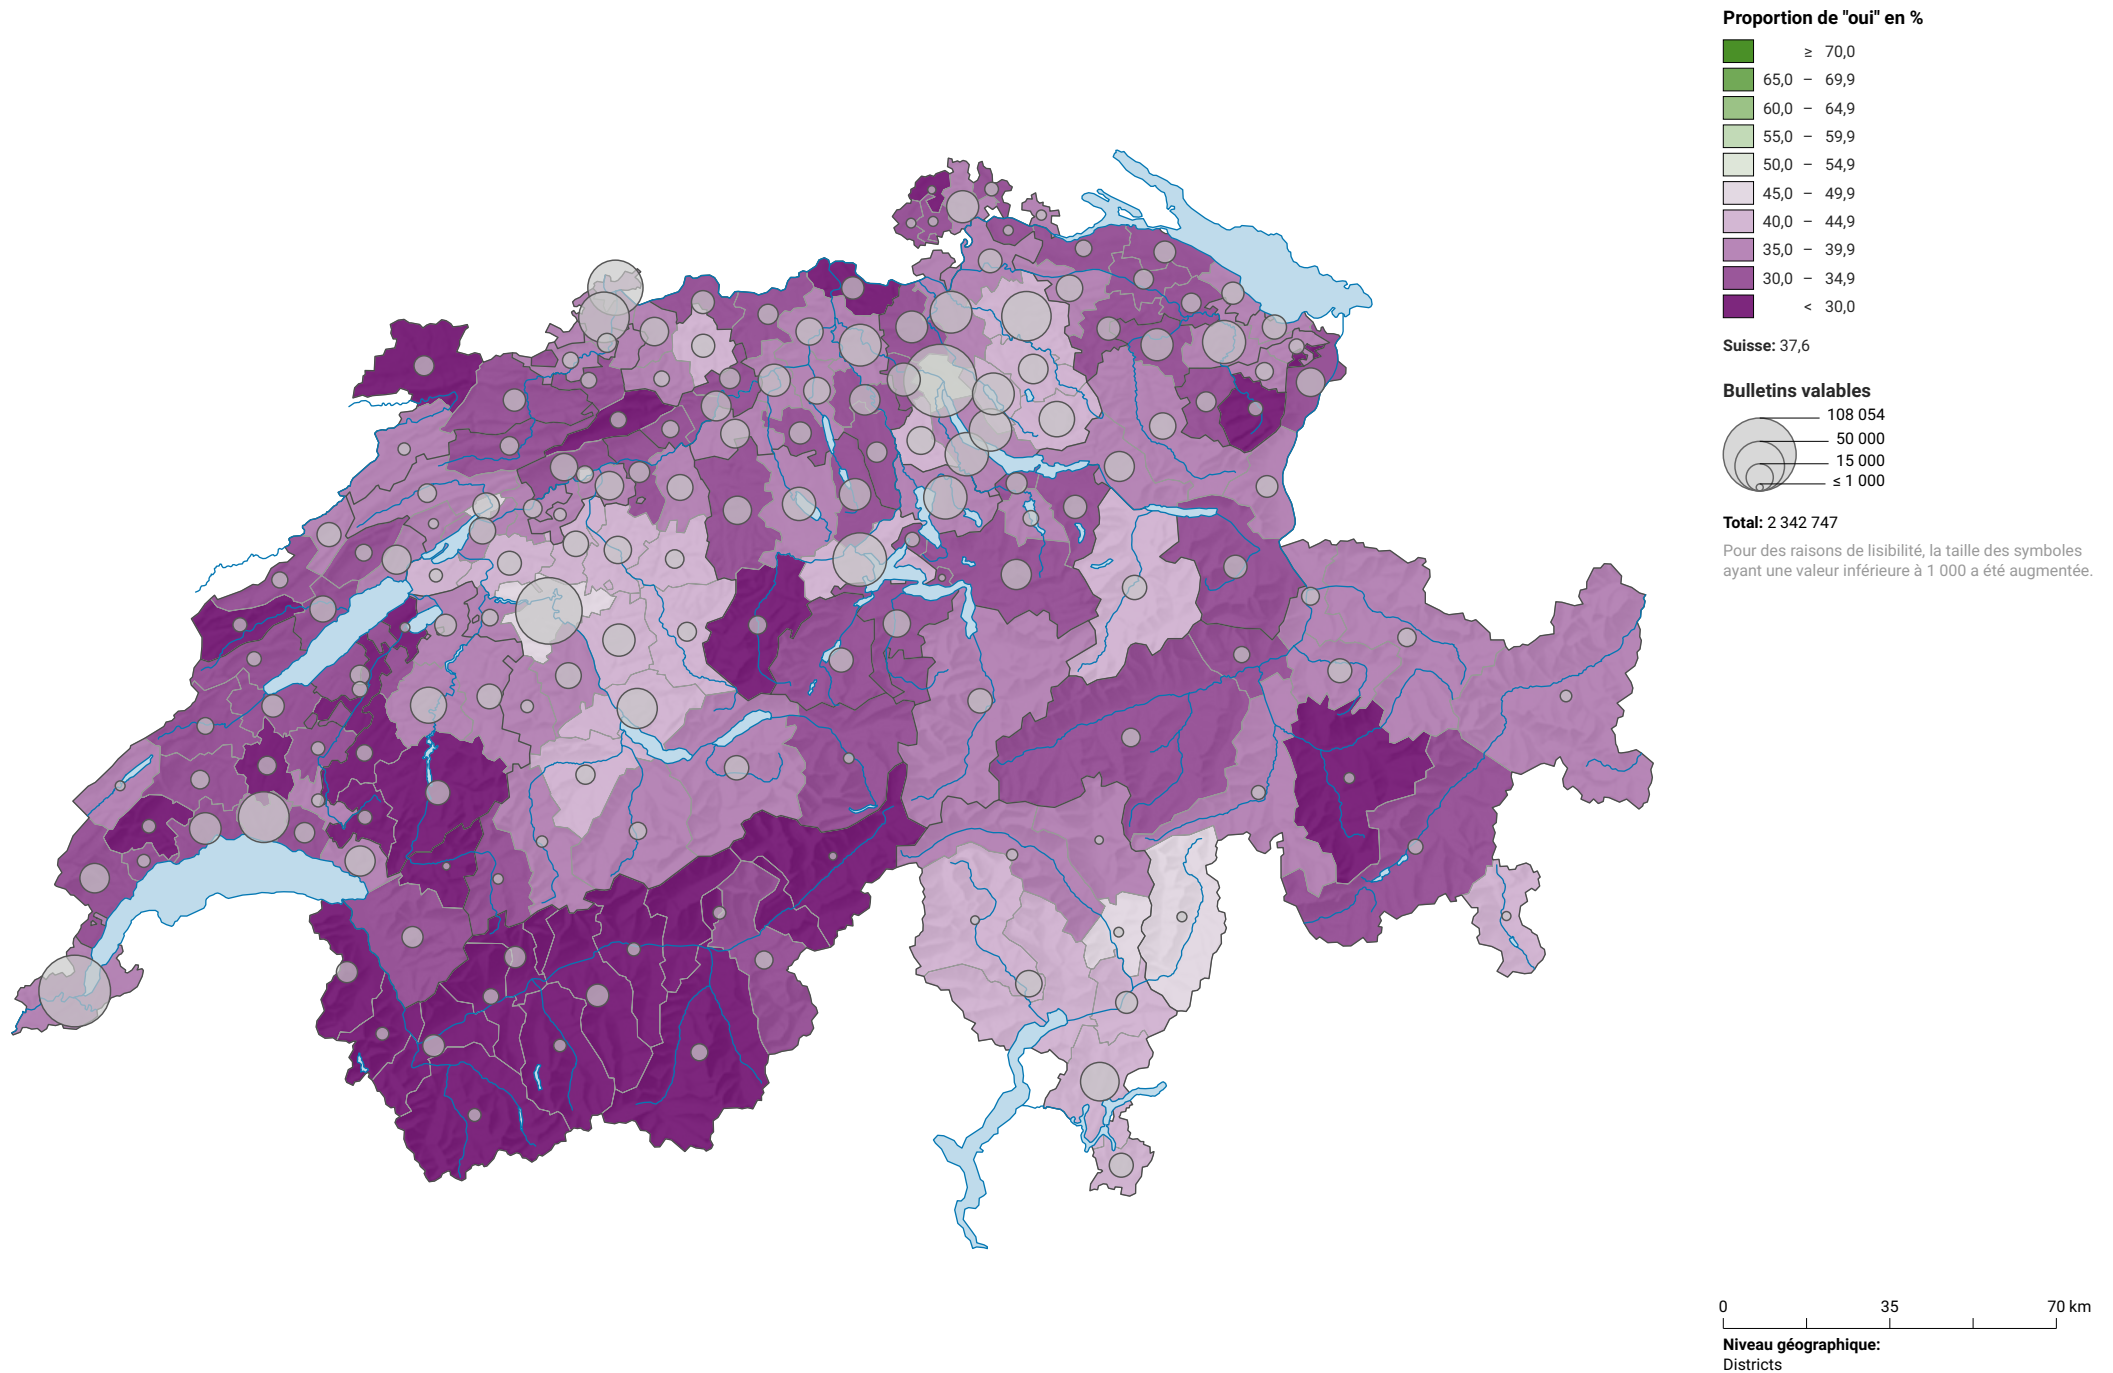 Proportion de "oui" en %
≥ 70,0
65,0 – 69,9
60,0 – 64,9
55,0 – 59,9
50,0 – 54,9
45,0 – 49,9
40,0 – 44,9
35,0 – 39,9
30,0 – 34,9
< 30,0
Suisse: 37,6
Bulletins valables
108 054
50 000
15 000
≤ 1 000
Total: 2 342 747
Pour des raisons de lisibilité, la taille des symboles
ayant une valeur inférieure à 1 000 a été augmentée.
0 35 70 km
Niveau géographique:
Districts